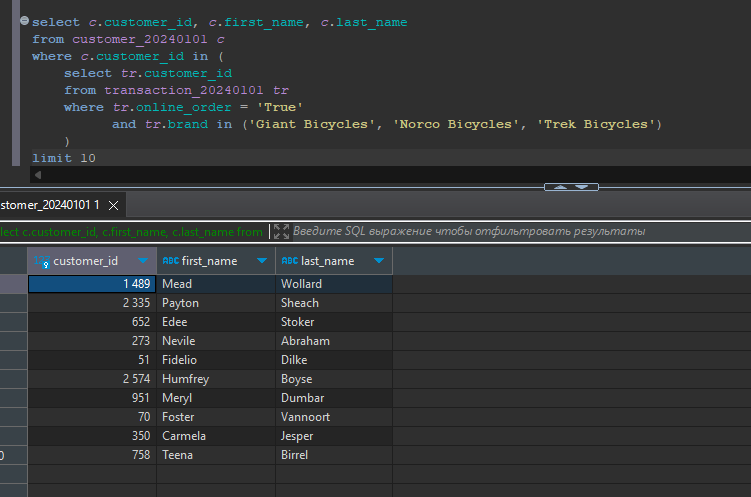 select c.customer_id, c.first_name, c.last_name
from customer_20240101 c
where c.customer_id in (
select tr.customer_id
from transaction_20240101 tr
where tr.online_order = 'True'
and tr.brand in ('Giant Bicycles', 'Norco Bicycles', 'Trek Bicycles')
)
limit 10
stomer_20240101 1
lect c.customer_id, c.first_name, c.last_name from
Введите SQL выражение чтобы отфильтровать результаты
123 customer_id ABC first_name ABC last_name
1 489 Mead Wollard
2 335 Payton Sheach
652 Edee Stoker
273 Nevile Abraham
51 Fidelio Dilke
2 574 Humfrey Boyse
951 Meryl Dumbar
70 Foster Vannoort
350 Carmela Jesper
0 758 Teena Birrel